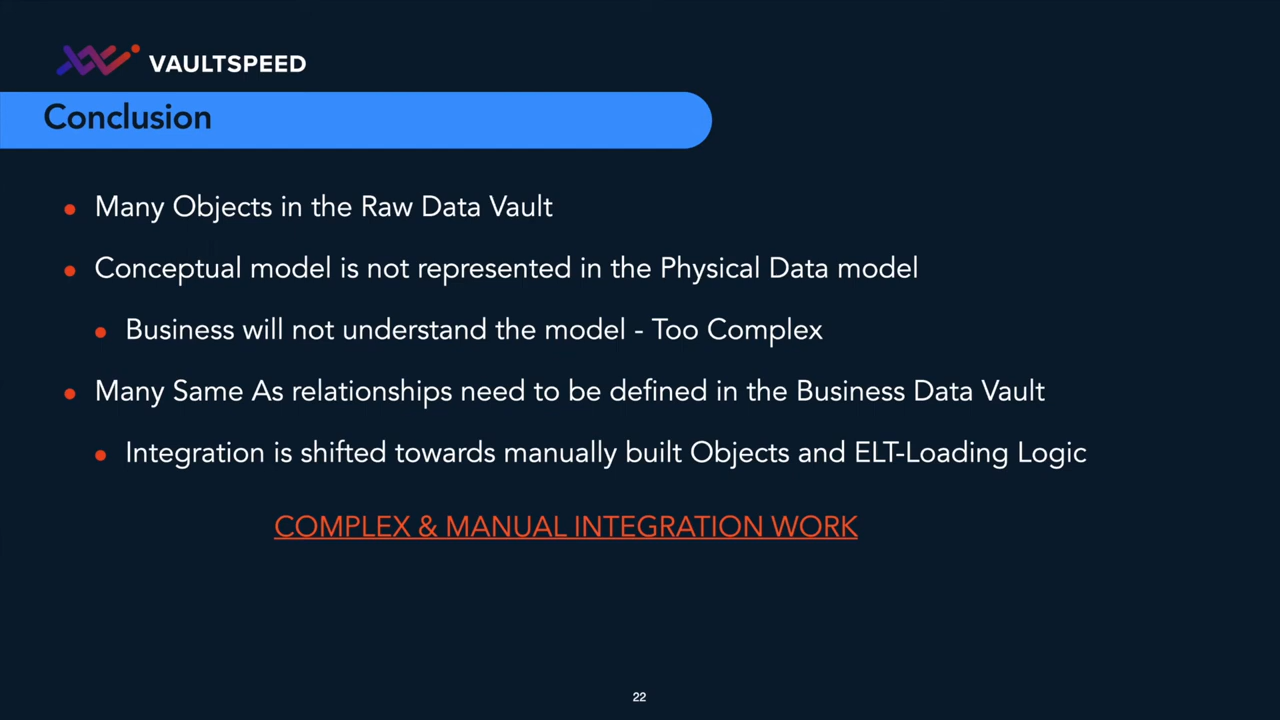 VAULTSPEED
Conclusion
Many Objects in the Raw Data Vault
Conceptual model is not represented in the Physical Data model
Business will not understand the model - Too Complex
Many Same As relationships need to be defined in the Business Data Vault
Integration is shifted towards manually built Objects and ELT-Loading Logic
COMPLEX & MANUAL INTEGRATION WORK
22